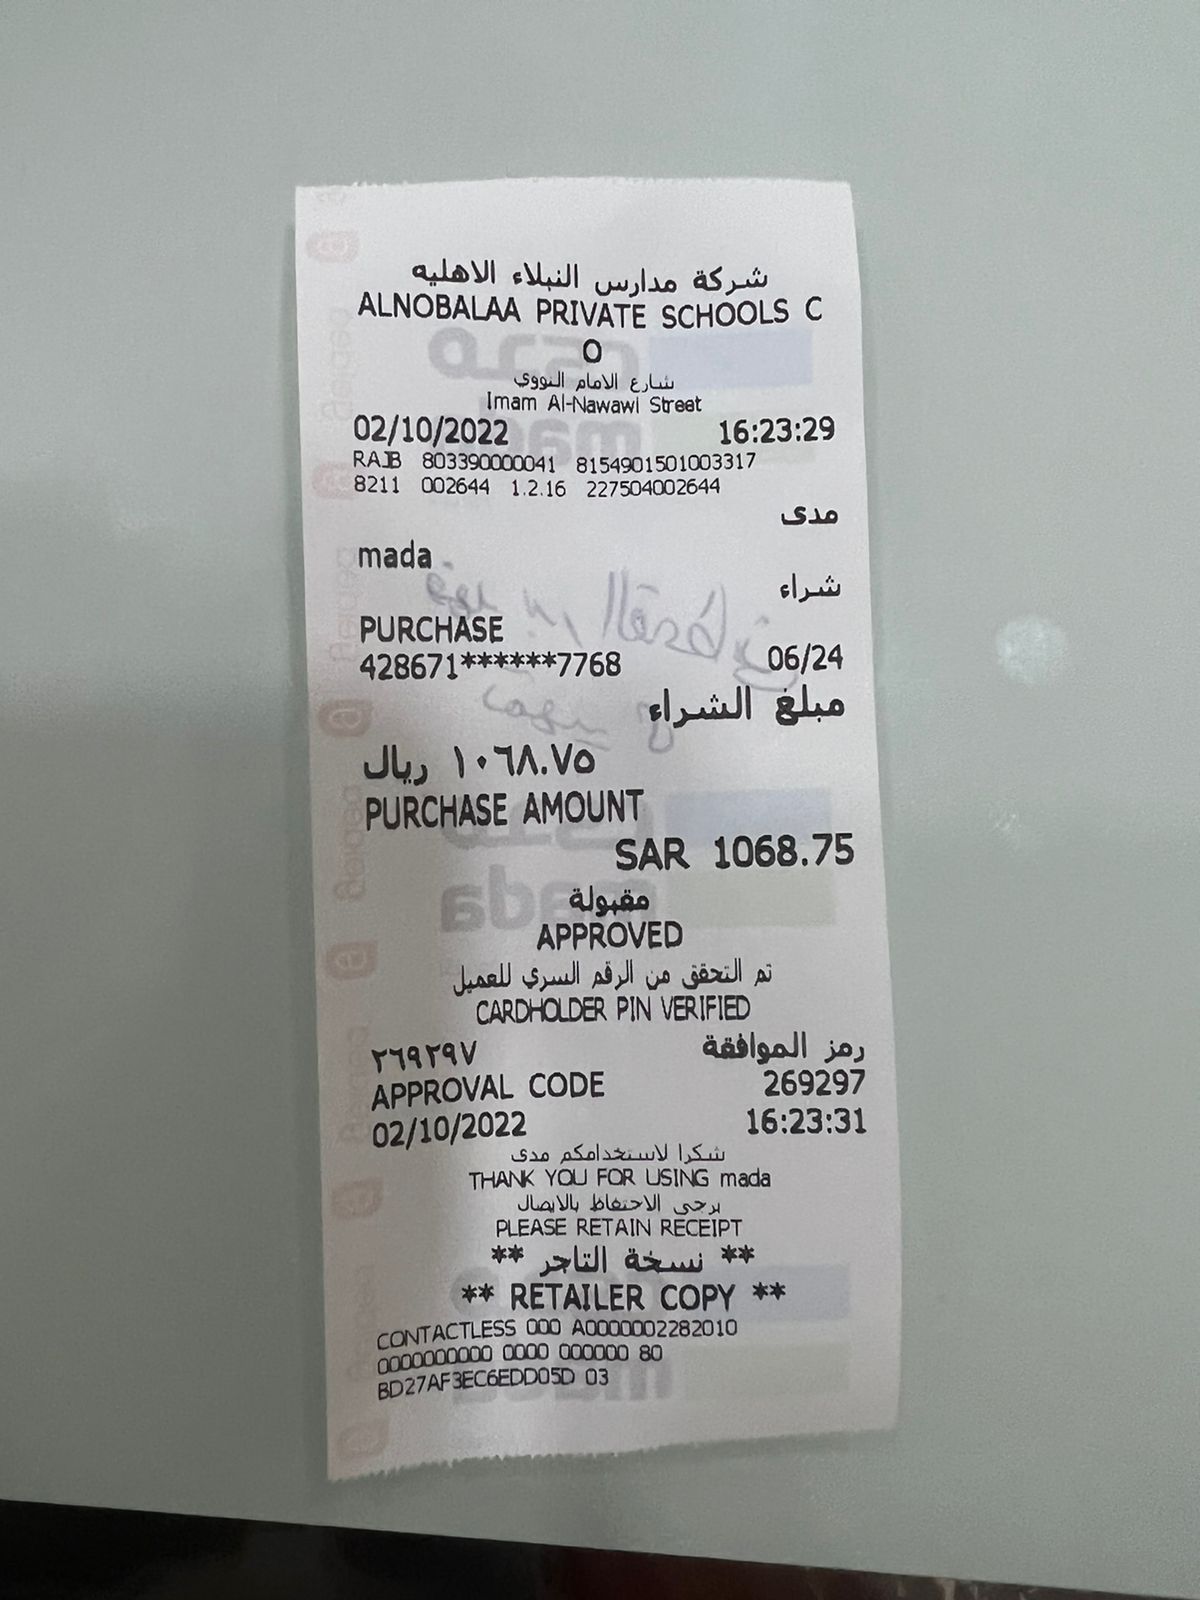 شركة مدارس النبلاء الاهليه
ALNOBALAA PRIVATE SCHOOLS C
O
شارع الامام النووي
Imam Al-Nawawi Street
02/10/2022 16:23:29
RAJB 803390000041 8154901501003317
8211 002644 1.2.16 227504002644
مدى
mada
شراء
PURCHASE
428671******7768 06/24
مبلغ الشراء
١٠٦٨.٧٥ ريال
PURCHASE AMOUNT
SAR 1068.75
مقبولة
APPROVED
تم التحقق من الرقم السري للعميل
CARDHOLDER PIN VERIFIED
رمز الموافقة ٢٦٩٢٩٧
APPROVAL CODE 269297
02/10/2022 16:23:31
شكرا لاستخدامكم مدى
THANK YOU FOR USING mada
يرجى الاحتفاظ بالايصال
PLEASE RETAIN RECEIPT
** نسخة التاجر **
** RETAILER COPY **
CONTACTLESS 000 A0000002282010
0000000000 0000 000000 80
BD27AF3EC6EDD05D 03